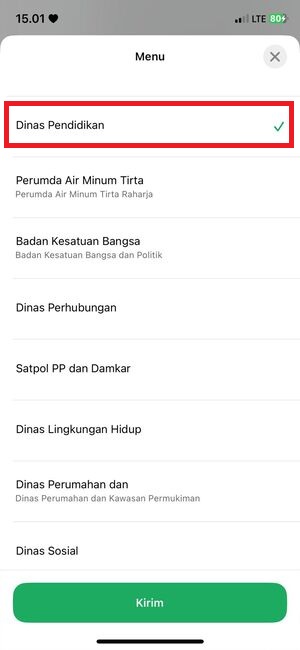 15.01
LTE 80
Menu
Dinas Pendidikan
Perumda Air Minum Tirta
Perumda Air Minum Tirta Raharja
Badan Kesatuan Bangsa
Badan Kesatuan Bangsa dan Politik
Dinas Perhubungan
Satpol PP dan Damkar
Dinas Lingkungan Hidup
Dinas Perumahan dan
Dinas Perumahan dan Kawasan Permukiman
Dinas Sosial
Kirim